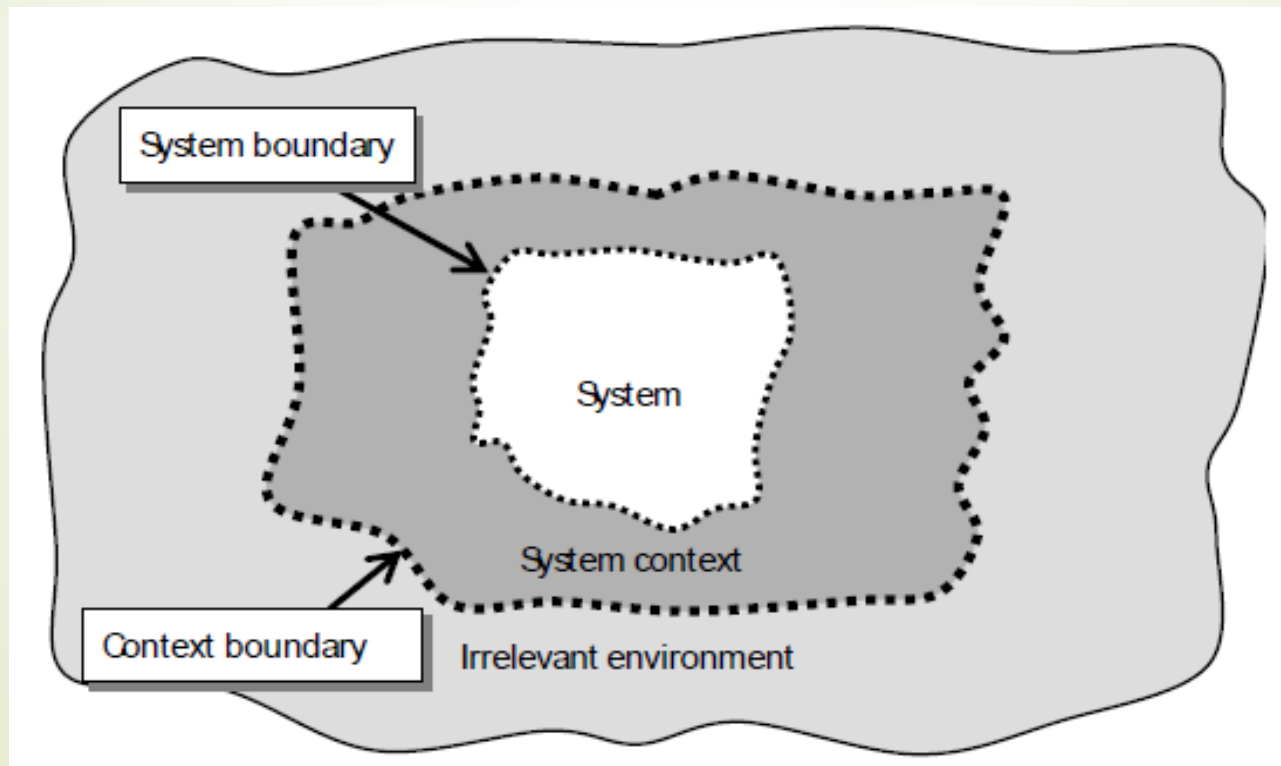 System boundary
System
System context
Context boundary
Irrelevant environment